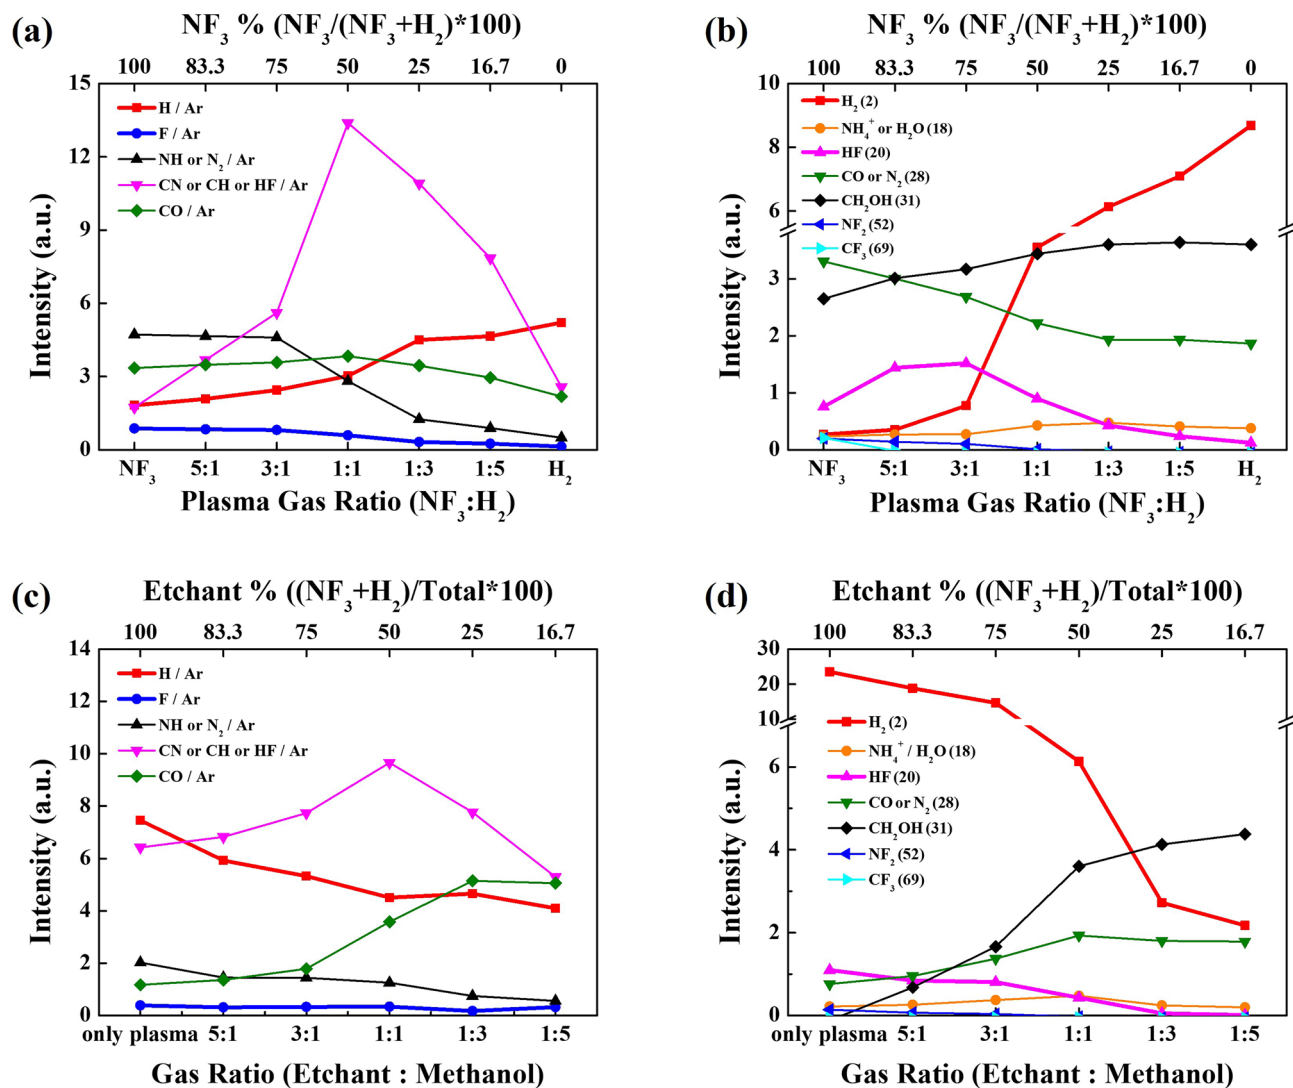 (a)
NF3 % (NF3/(NF3+H2)*100)
100 83.3 75 50 25 16.7 0
15
12
9
6
3
0
Intensity (a.u.)
H / Ar
F / Ar
NH or N2 / Ar
CN or CH or HF / Ar
CO / Ar
NF3 5:1 3:1 1:1 1:3 1:5 H2
Plasma Gas Ratio (NF3:H2)
(b)
NF3 % (NF3/(NF3+H2)*100)
100 83.3 75 50 25 16.7 0
10
8
6
3
2
1
0
Intensity (a.u.)
H2 (2)
NH4+ or H2O (18)
HF (20)
CO or N2 (28)
CH2OH (31)
NF2 (52)
CF3 (69)
NF3 5:1 3:1 1:1 1:3 1:5 H2
Plasma Gas Ratio (NF3:H2)
(c)
Etchant % ((NF3+H2)/Total*100)
100 83.3 75 50 25 16.7
14
12
10
8
6
4
2
0
Intensity (a.u.)
H / Ar
F / Ar
NH or N2 / Ar
CN or CH or HF / Ar
CO / Ar
only plasma 5:1 3:1 1:1 1:3 1:5
Gas Ratio (Etchant : Methanol)
(d)
Etchant % ((NF3+H2)/Total*100)
100 83.3 75 50 25 16.7
30
20
10
6
4
2
0
Intensity (a.u.)
H2 (2)
NH4+ / H2O (18)
HF (20)
CO or N2 (28)
CH2OH (31)
NF2 (52)
CF3 (69)
only plasma 5:1 3:1 1:1 1:3 1:5
Gas Ratio (Etchant : Methanol)